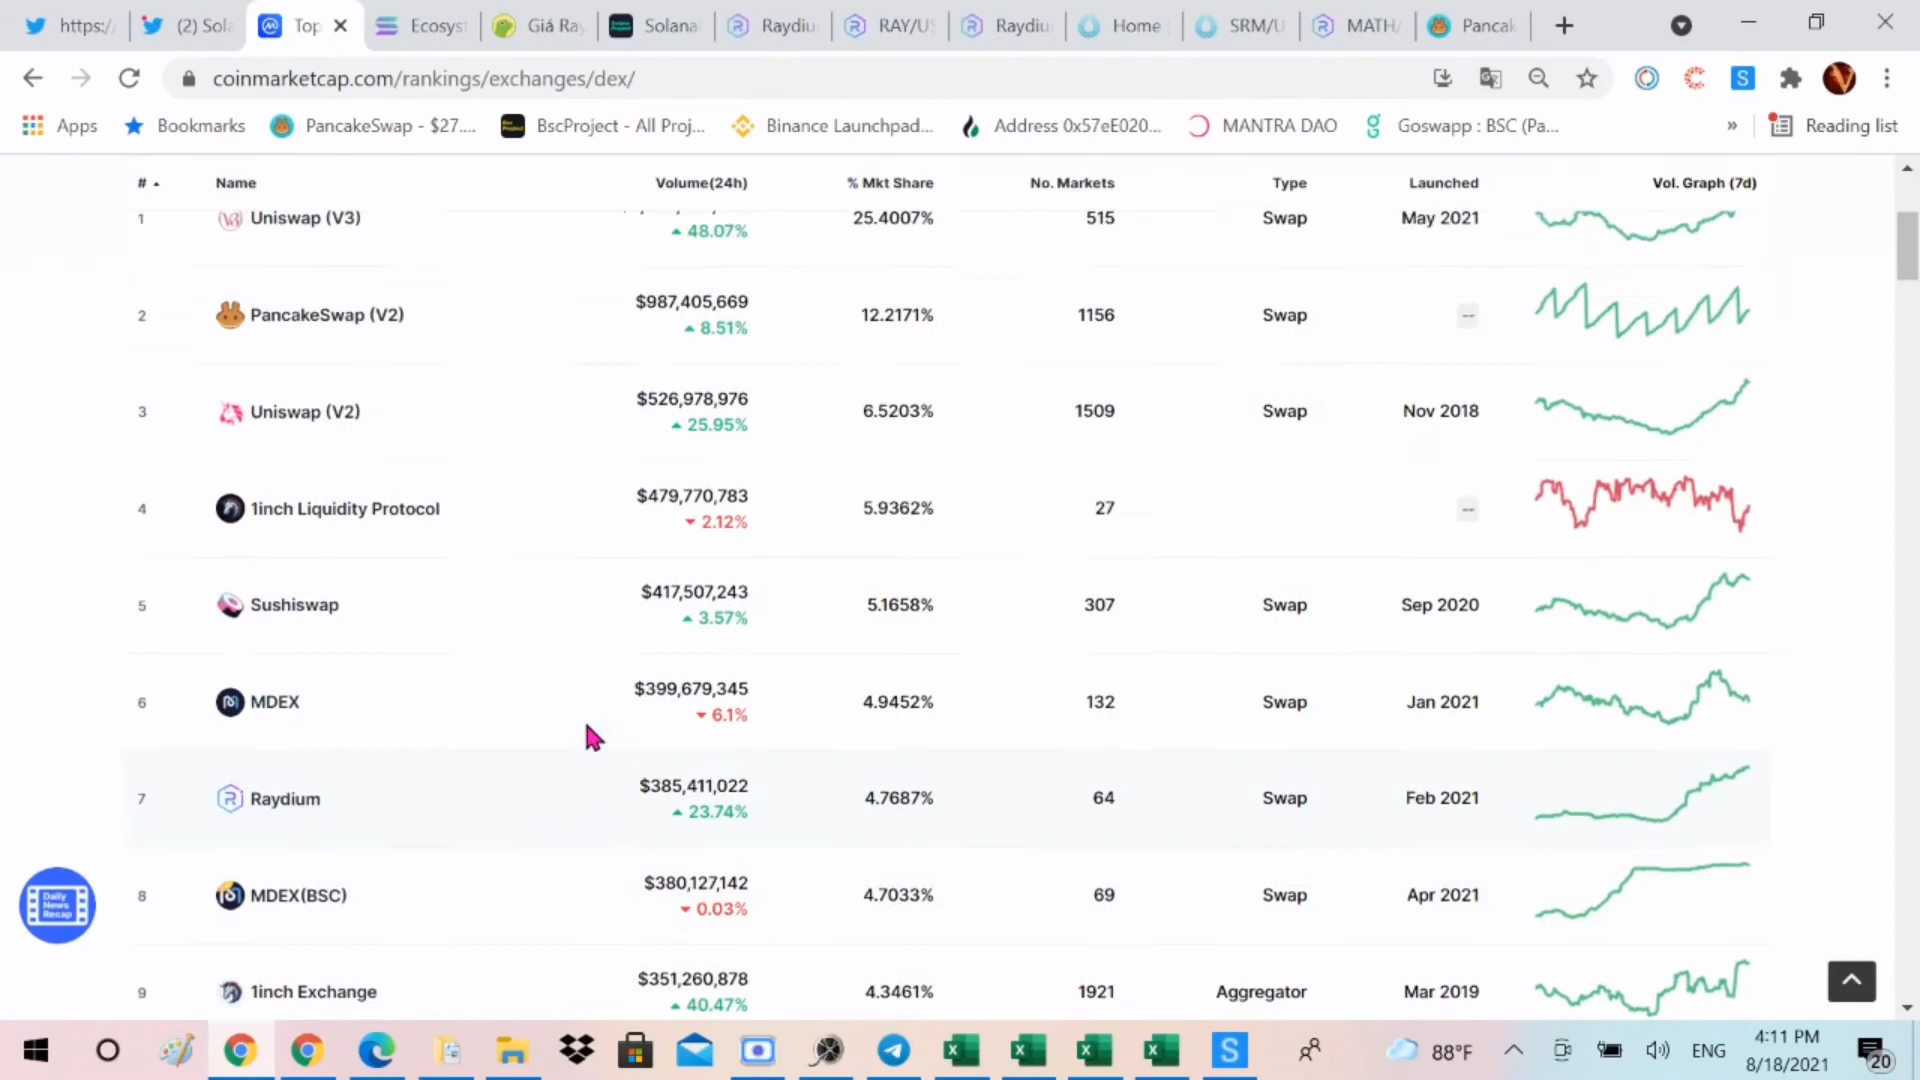 https:/
(2) Sola
Top
Ecosyst
Giá Ray
Solana
Raydiu
RAY/US
Raydiu
Home
SRM/U
MATH/
Pancak
coinmarketcap.com/rankings/exchanges/dex/
Apps
Bookmarks
PancakeSwap - $27....
BscProject - All Proj...
Binance Launchpad...
Address 0x57eE020...
MANTRA DAO
Goswapp : BSC (Pa...
»
Reading list
# Name Volume(24h) % Mkt Share No. Markets Type Launched Vol. Graph (7d)
1 Uniswap (V3) 25.4007% 515 Swap May 2021
48.07%
2 PancakeSwap (V2) $987,405,669 12.2171% 1156 Swap --
8.51%
3 Uniswap (V2) $526,978,976 6.5203% 1509 Swap Nov 2018
25.95%
4 1inch Liquidity Protocol $479,770,783 5.9362% 27 --
2.12%
5 Sushiswap $417,507,243 5.1658% 307 Swap Sep 2020
3.57%
6 MDEX $399,679,345 4.9452% 132 Swap Jan 2021
6.1%
7 Raydium $385,411,022 4.7687% 64 Swap Feb 2021
23.74%
8 MDEX(BSC) $380,127,142 4.7033% 69 Swap Apr 2021
0.03%
9 1inch Exchange $351,260,878 4.3461% 1921 Aggregator Mar 2019
40.47%
Daily
News
Recap
88°F
ENG
4:11 PM
8/18/2021
20